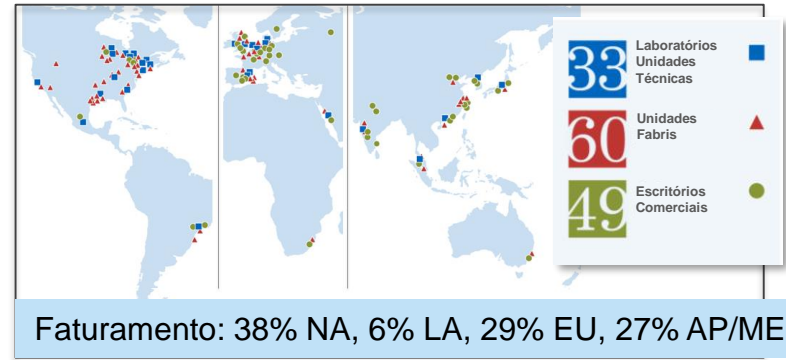 33
Laboratórios
Unidades
Técnicas
60
Unidades
Fabris
49
Escritórios
Comerciais
Faturamento: 38% NA, 6% LA, 29% EU, 27% AP/ME